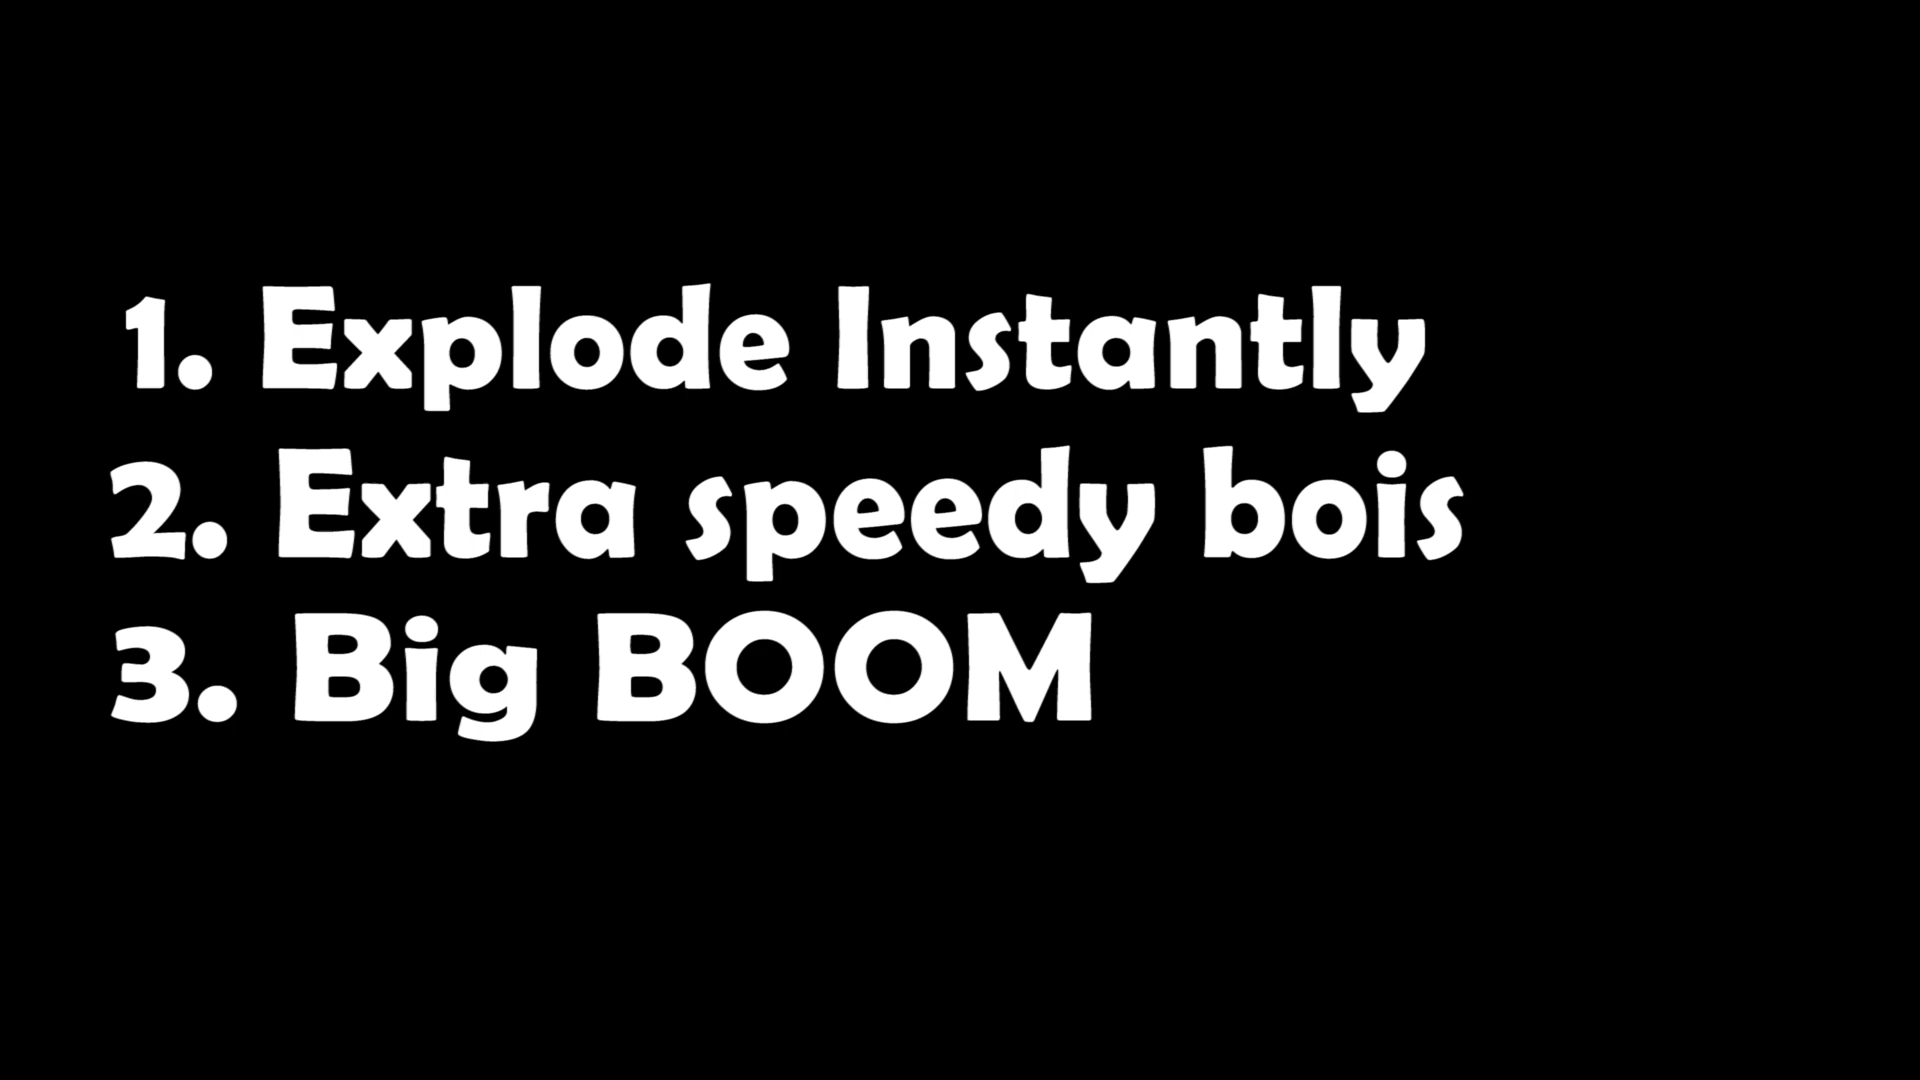 1. Explode Instantly
2. Extra speedy bois
3. Big BOOM